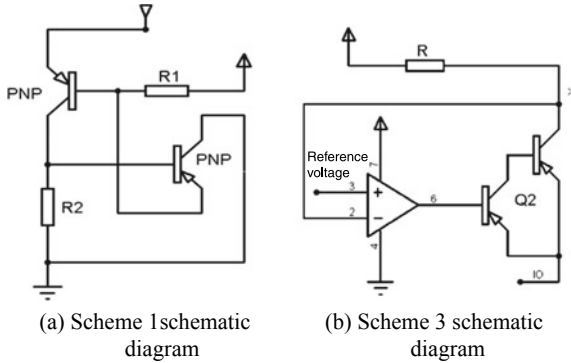 PNP
R1
PNP
R2
R
Reference
voltage
3
+
2
−
7
6
4
Q2
IO
(a) Scheme 1schematic
diagram
(b) Scheme 3 schematic
diagram